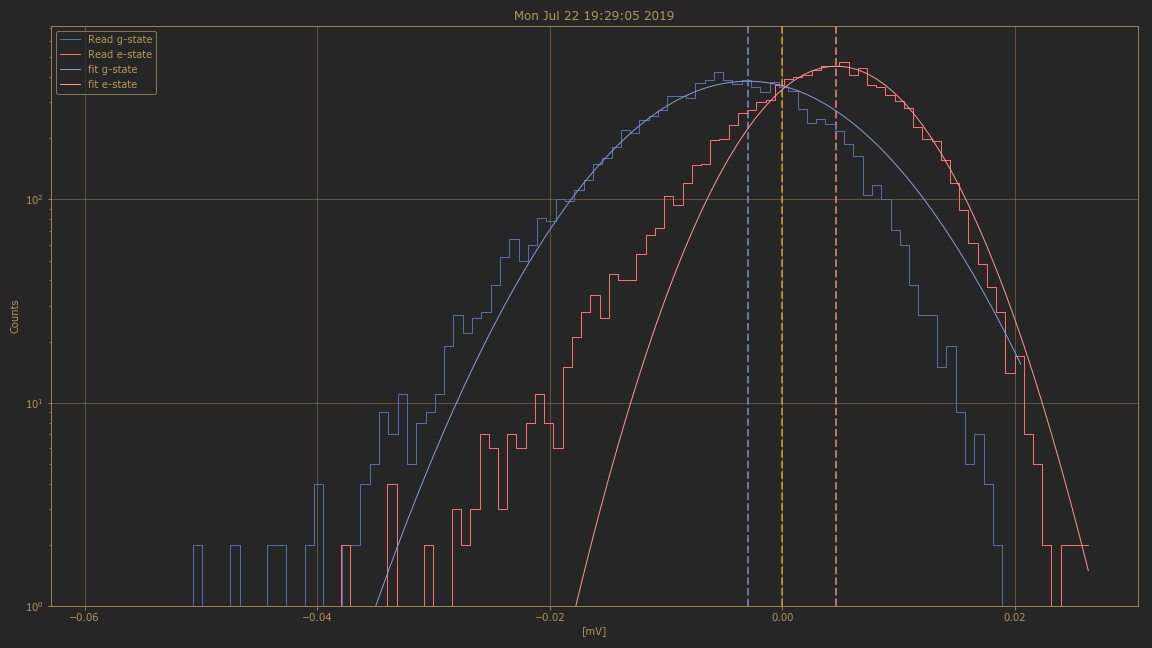 Mon Jul 22 19:29:05 2019
Read g-state
Read e-state
fit g-state
fit e-state
Counts
10²
10¹
10⁰
−0.06
−0.04
−0.02
0.00
0.02
[mV]